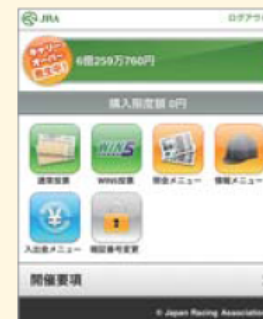 JRA ログアウ
キャリーオーバー発生中!
6億259万760円
購入限度額 0円
WIN5
通常投票 WIN5投票 照会メニュー 情報メニュー
入出金メニュー 暗証番号変更
開催要項
© Japan Racing Association